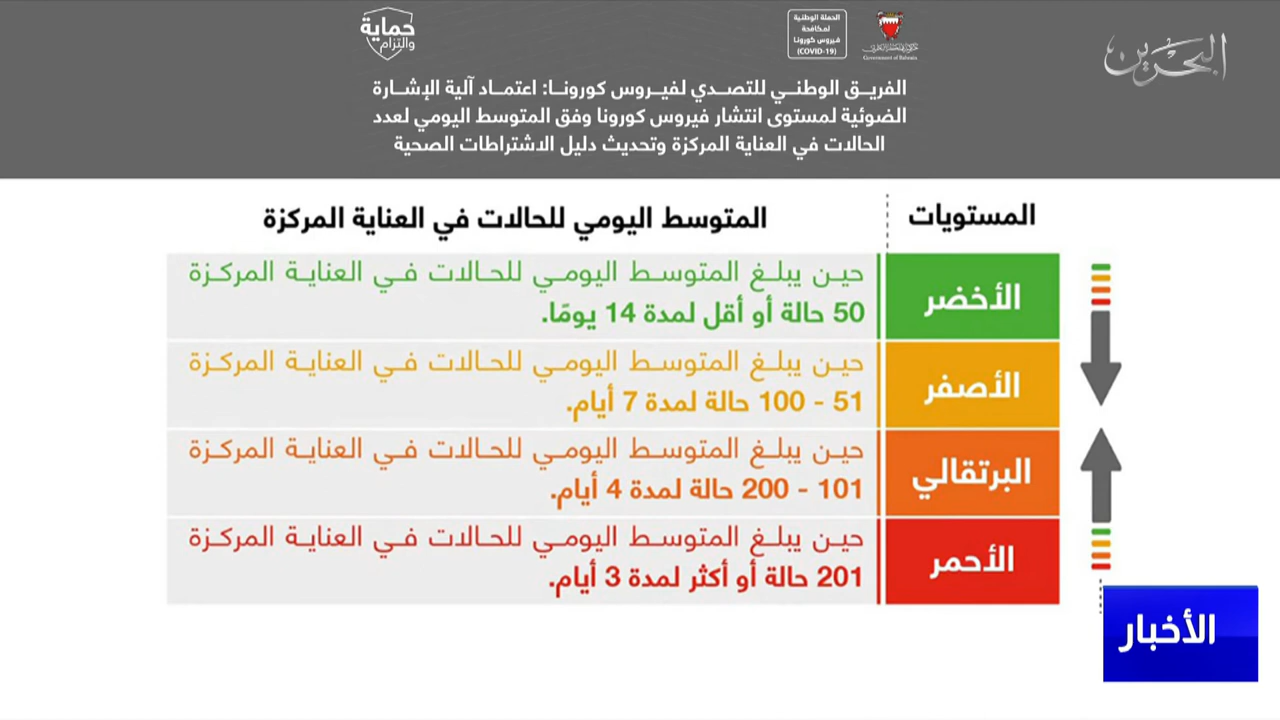 حماية
والتزام
الحملة الوطنية
لمكافحة
فيروس كورونا
(COVID-19)
Government of Bahrain
البحرين
الفريق الوطني للتصدي لفيروس كورونا: اعتماد آلية الإشارة
الضوئية لمستوى انتشار فيروس كورونا وفق المتوسط اليومي لعدد
الحالات في العناية المركزة وتحديث دليل الاشتراطات الصحية
المستويات
المتوسط اليومي للحالات في العناية المركزة
الأخضر
حين يبلغ المتوسط اليومي للحالات في العناية المركزة
50 حالة أو أقل لمدة 14 يومًا.
الأصفر
حين يبلغ المتوسط اليومي للحالات في العناية المركزة
51 - 100 حالة لمدة 7 أيام.
البرتقالي
حين يبلغ المتوسط اليومي للحالات في العناية المركزة
101 - 200 حالة لمدة 4 أيام.
الأحمر
حين يبلغ المتوسط اليومي للحالات في العناية المركزة
201 حالة أو أكثر لمدة 3 أيام.
الأخبار